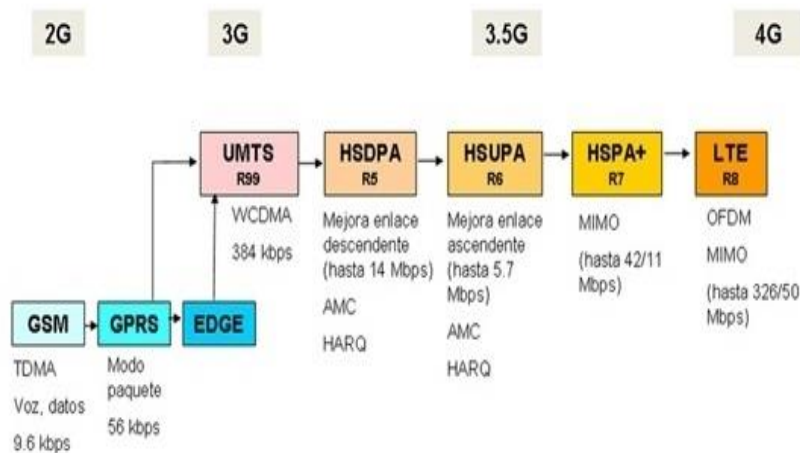 2G
3G
3.5G
4G
UMTS
R99
HSDPA
R5
HSUPA
R6
HSPA+
R7
LTE
R8
WCDMA
384 kbps
Mejora enlace
descendente
(hasta 14 Mbps)
AMC
HARQ
Mejora enlace
ascendente
(hasta 5.7
Mbps)
AMC
HARQ
MIMO
(hasta 42/11
Mbps)
OFDM
MIMO
(hasta 326/50
Mbps)
GSM
GPRS
EDGE
TDMA
Voz, datos
9.6 kbps
Modo
paquete
56 kbps